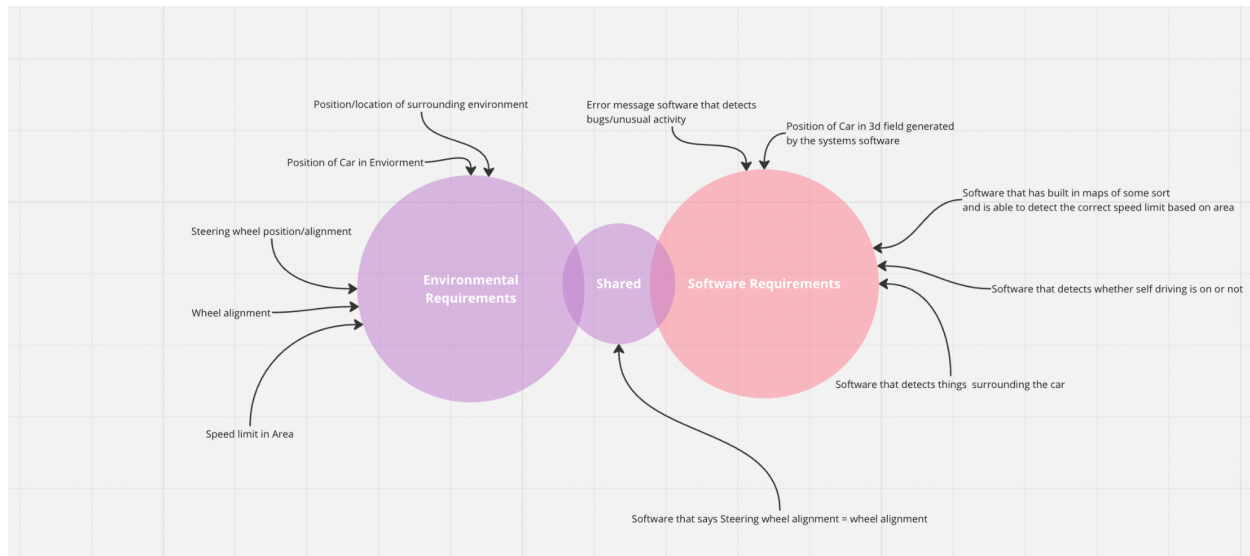 Position/location of surrounding environment
Error message software that detects
bugs/unusual activity
Position of Car in 3d field generated
by the systems software
Position of Car in Enviorment
Software that has built in maps of some sort
and is able to detect the correct speed limit based on area
Steering wheel position/alignment
Environmental
Requirements
Shared
Software Requirements
Software that detects whether self driving is on or not
Wheel alignment
Software that detects things  surrounding the car
Speed limit in Area
Software that says Steering wheel alignment = wheel alignment